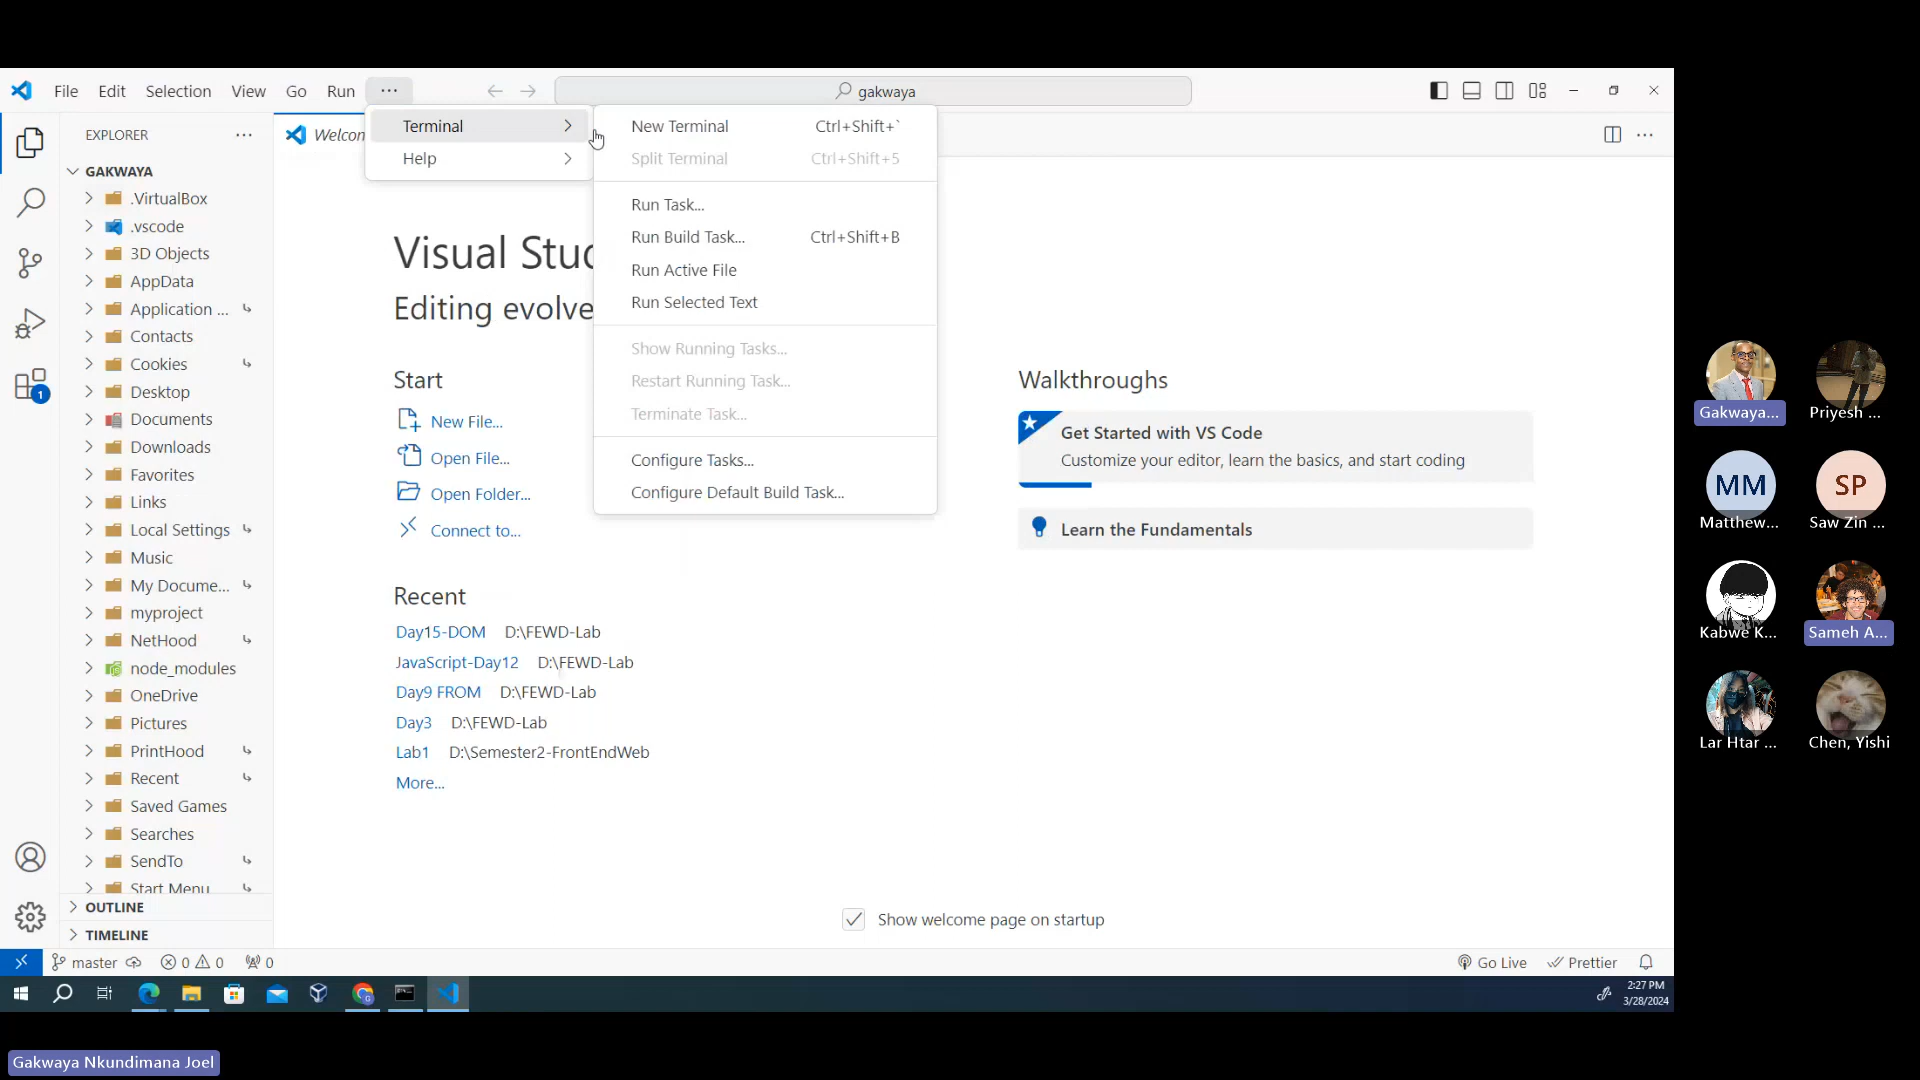 File Edit Selection View Go Run ...
gakwaya
EXPLORER
Welcom
Terminal
Help
New Terminal Ctrl+Shift+`
Split Terminal Ctrl+Shift+5
Run Task...
Run Build Task... Ctrl+Shift+B
Run Active File
Run Selected Text
Show Running Tasks...
Restart Running Task...
Terminate Task...
Configure Tasks...
Configure Default Build Task...
GAKWAYA
.VirtualBox
.vscode
3D Objects
AppData
Application ...
Contacts
Cookies
Desktop
Documents
Downloads
Favorites
Links
Local Settings
Music
My Docume...
myproject
NetHood
node_modules
OneDrive
Pictures
PrintHood
Recent
Saved Games
Searches
SendTo
Start Menu
OUTLINE
TIMELINE
1
Visual Stu
Editing evolve
Start
New File...
Open File...
Open Folder...
Connect to...
Recent
Day15-DOM D:\FEWD-Lab
JavaScript-Day12 D:\FEWD-Lab
Day9 FROM D:\FEWD-Lab
Day3 D:\FEWD-Lab
Lab1 D:\Semester2-FrontEndWeb
More...
Walkthroughs
Get Started with VS Code
Customize your editor, learn the basics, and start coding
Learn the Fundamentals
Show welcome page on startup
master 0 0 0
Go Live Prettier
2:27 PM
3/28/2024
Gakwaya... Priyesh ...
MM SP
Matthew... Saw Zin ...
Kabwe K... Sameh A...
Lar Htar ... Chen, Yishi
Gakwaya Nkundimana Joel